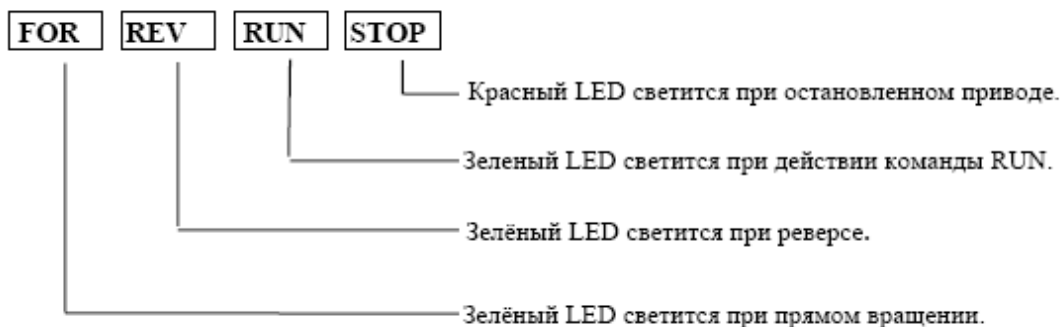 FOR REV RUN STOP
Красный LED светится при остановленном приводе.
Зеленый LED светится при действии команды RUN.
Зелёный LED светится при реверсе.
Зелёный LED светится при прямом вращении.